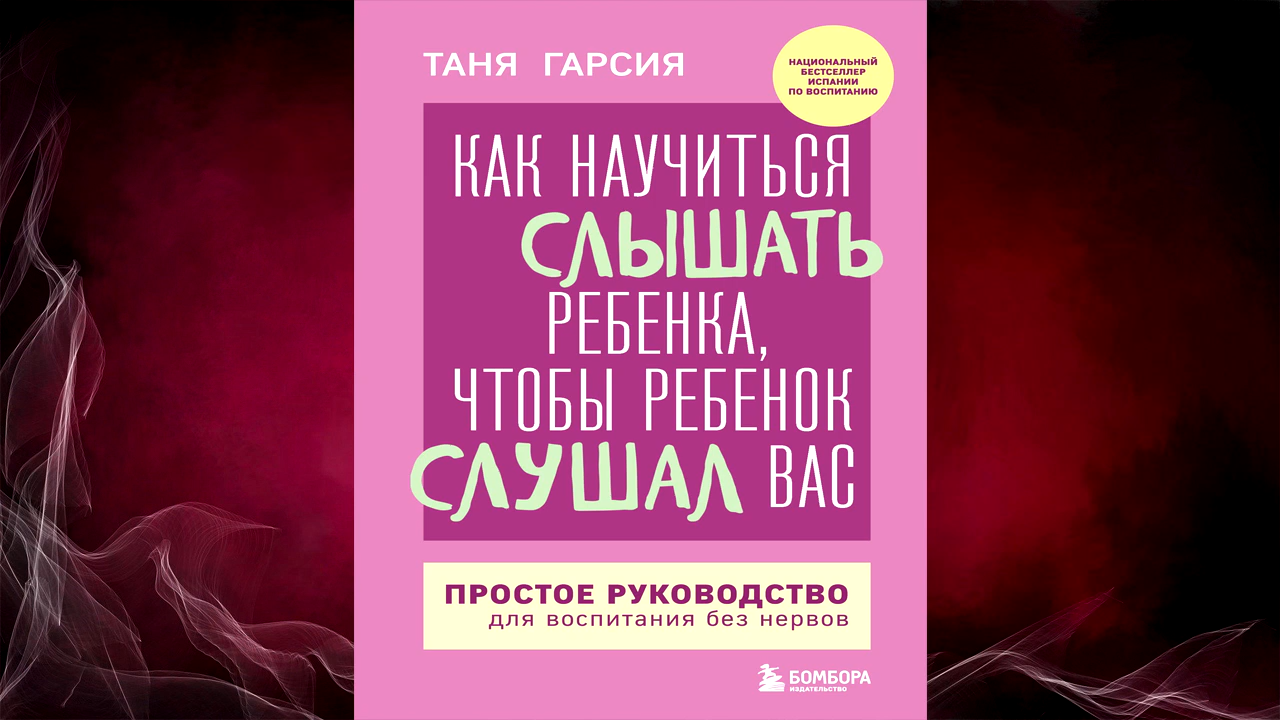 ТАНЯ ГАРСИЯ
НАЦИОНАЛЬНЫЙ
БЕСТСЕЛЛЕР
ИСПАНИИ
ПО ВОСПИТАНИЮ
КАК НАУЧИТЬСЯ
СЛЫШАТЬ
РЕБЕНКА,
ЧТОБЫ РЕБЕНОК
СЛУШАЛ ВАС
ПРОСТОЕ РУКОВОДСТВО
для воспитания без нервов
БОМБОРА
ИЗДАТЕЛЬСТВО